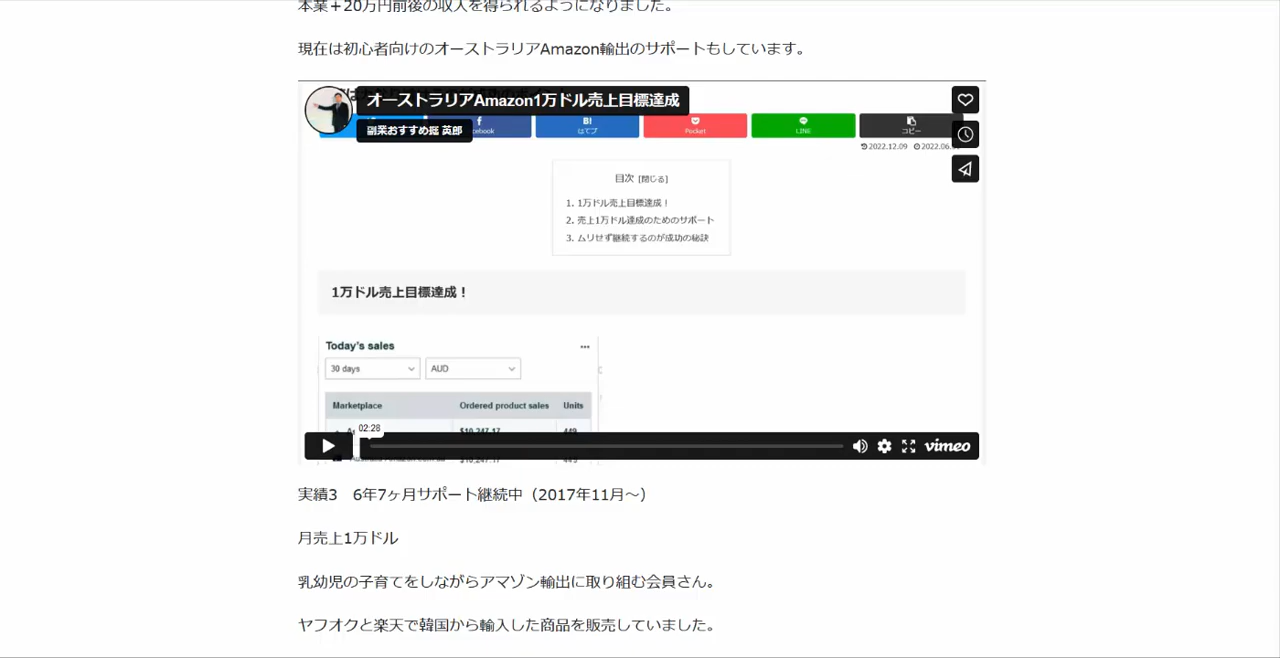 本業+20万円前後の収入を得られるようになりました。
現在は初心者向けのオーストラリアAmazon輸出のサポートもしています。
オーストラリアAmazon1万ドル売上目標達成
副業おすすめ掘 英郎
cebook
B!
はてブ
Pocket
LINE
コピー
2022.12.09 2022.06.
目次 [閉じる]
1. 1万ドル売上目標達成！
2. 売上1万ドル達成のためのサポート
3. ムリせず継続するのが成功の秘訣
1万ドル売上目標達成！
Today's sales
30 days AUD
Marketplace Ordered product sales Units
$10,247.17 449
02:28
vimeo
実績3　6年7ヶ月サポート継続中（2017年11月～）
月売上1万ドル
乳幼児の子育てをしながらアマゾン輸出に取り組む会員さん。
ヤフオクと楽天で韓国から輸入した商品を販売していました。